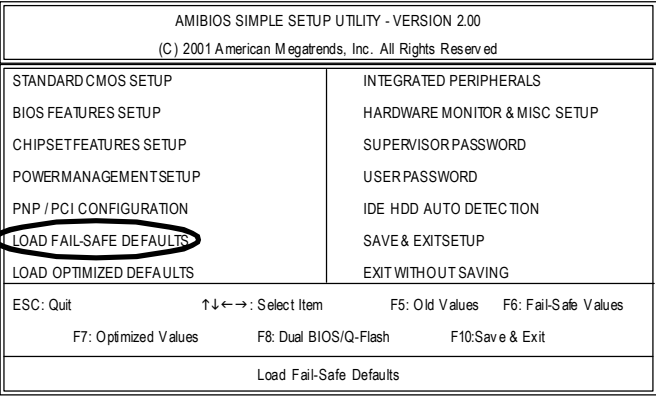 AMIBIOS SIMPLE SETUP UTILITY - VERSION 2.00
(C) 2001 American Megatrends, Inc. All Rights Reserved
STANDARD CMOS SETUP
BIOS FEATURES SETUP
CHIPSET FEATURES SETUP
POWER MANAGEMENT SETUP
PNP / PCI CONFIGURATION
LOAD FAIL-SAFE DEFAULTS
LOAD OPTIMIZED DEFAULTS
INTEGRATED PERIPHERALS
HARDWARE MONITOR & MISC SETUP
SUPERVISOR PASSWORD
USER PASSWORD
IDE HDD AUTO DETECTION
SAVE & EXIT SETUP
EXIT WITHOUT SAVING
ESC: Quit ↑↓←→: Select Item F5: Old Values F6: Fail-Safe Values
F7: Optimized Values F8: Dual BIOS/Q-Flash F10:Save & Exit
Load Fail-Safe Defaults